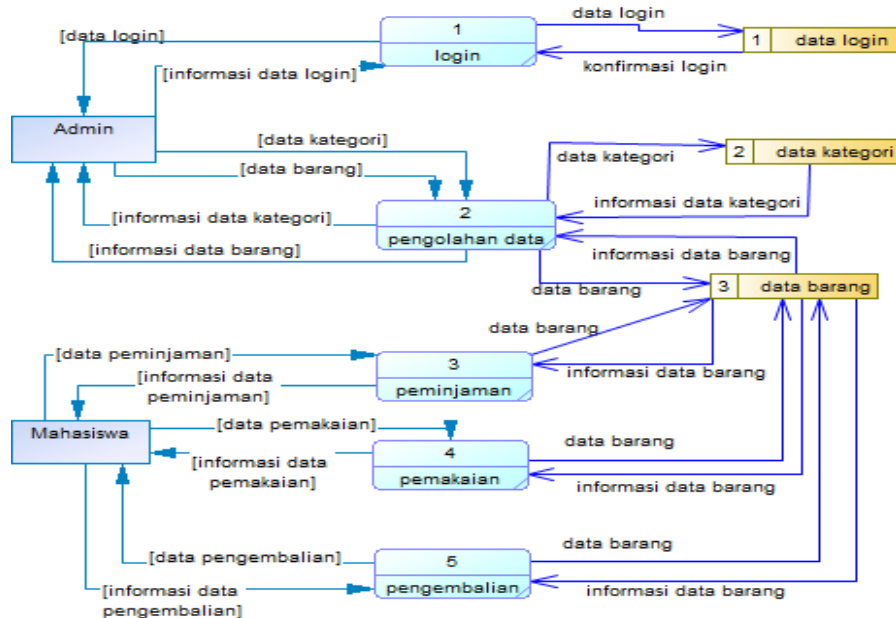 1
login
data login
1 data login
konfirmasi login
[data login]
[informasi data login]
Admin
[data kategori]
[data barang]
[informasi data kategori]
[informasi data barang]
2
pengolahan data
data kategori
2 data kategori
informasi data kategori
informasi data barang
data barang
3 data barang
data barang
informasi data barang
[data peminjaman]
[informasi data
peminjaman]
3
peminjaman
Mahasiswa
[data pemakaian]
[informasi data
pemakaian]
4
pemakaian
data barang
informasi data barang
[data pengembalian]
[informasi data
pengembalian]
5
pengembalian
data barang
informasi data barang